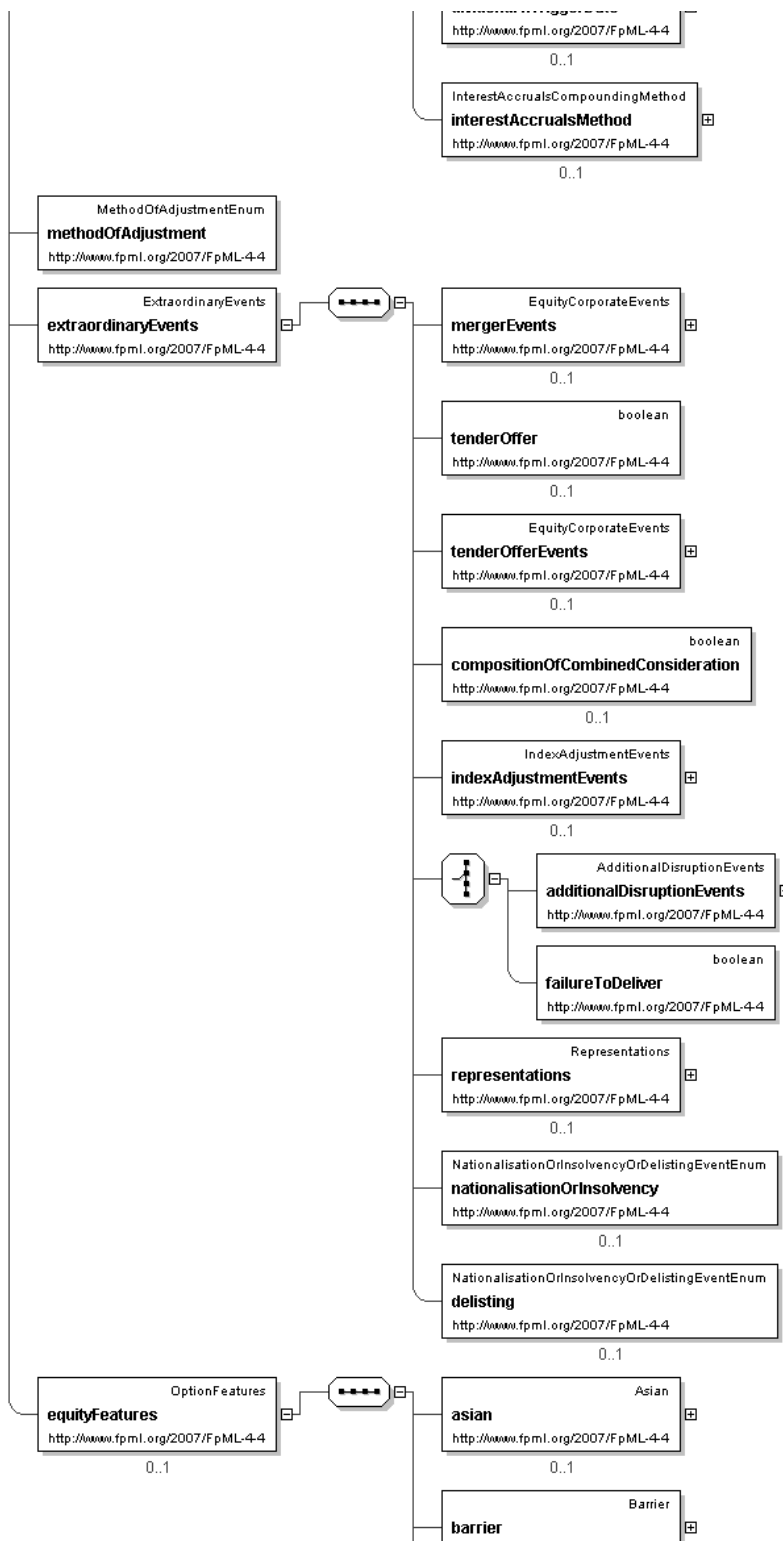 http://www.fpml.org/2007/FpML-4-4
0..1
InterestAccrualsCompoundingMethod
interestAccrualsMethod
http://www.fpml.org/2007/FpML-4-4
0..1
MethodOfAdjustmentEnum
methodOfAdjustment
http://www.fpml.org/2007/FpML-4-4
ExtraordinaryEvents
extraordinaryEvents
http://www.fpml.org/2007/FpML-4-4
EquityCorporateEvents
mergerEvents
http://www.fpml.org/2007/FpML-4-4
0..1
boolean
tenderOffer
http://www.fpml.org/2007/FpML-4-4
0..1
EquityCorporateEvents
tenderOfferEvents
http://www.fpml.org/2007/FpML-4-4
0..1
boolean
compositionOfCombinedConsideration
http://www.fpml.org/2007/FpML-4-4
0..1
IndexAdjustmentEvents
indexAdjustmentEvents
http://www.fpml.org/2007/FpML-4-4
0..1
AdditionalDisruptionEvents
additionalDisruptionEvents
http://www.fpml.org/2007/FpML-4-4
boolean
failureToDeliver
http://www.fpml.org/2007/FpML-4-4
Representations
representations
http://www.fpml.org/2007/FpML-4-4
0..1
NationalisationOrInsolvencyOrDelistingEventEnum
nationalisationOrInsolvency
http://www.fpml.org/2007/FpML-4-4
0..1
NationalisationOrInsolvencyOrDelistingEventEnum
delisting
http://www.fpml.org/2007/FpML-4-4
0..1
OptionFeatures
equityFeatures
http://www.fpml.org/2007/FpML-4-4
0..1
Asian
asian
http://www.fpml.org/2007/FpML-4-4
0..1
Barrier
barrier